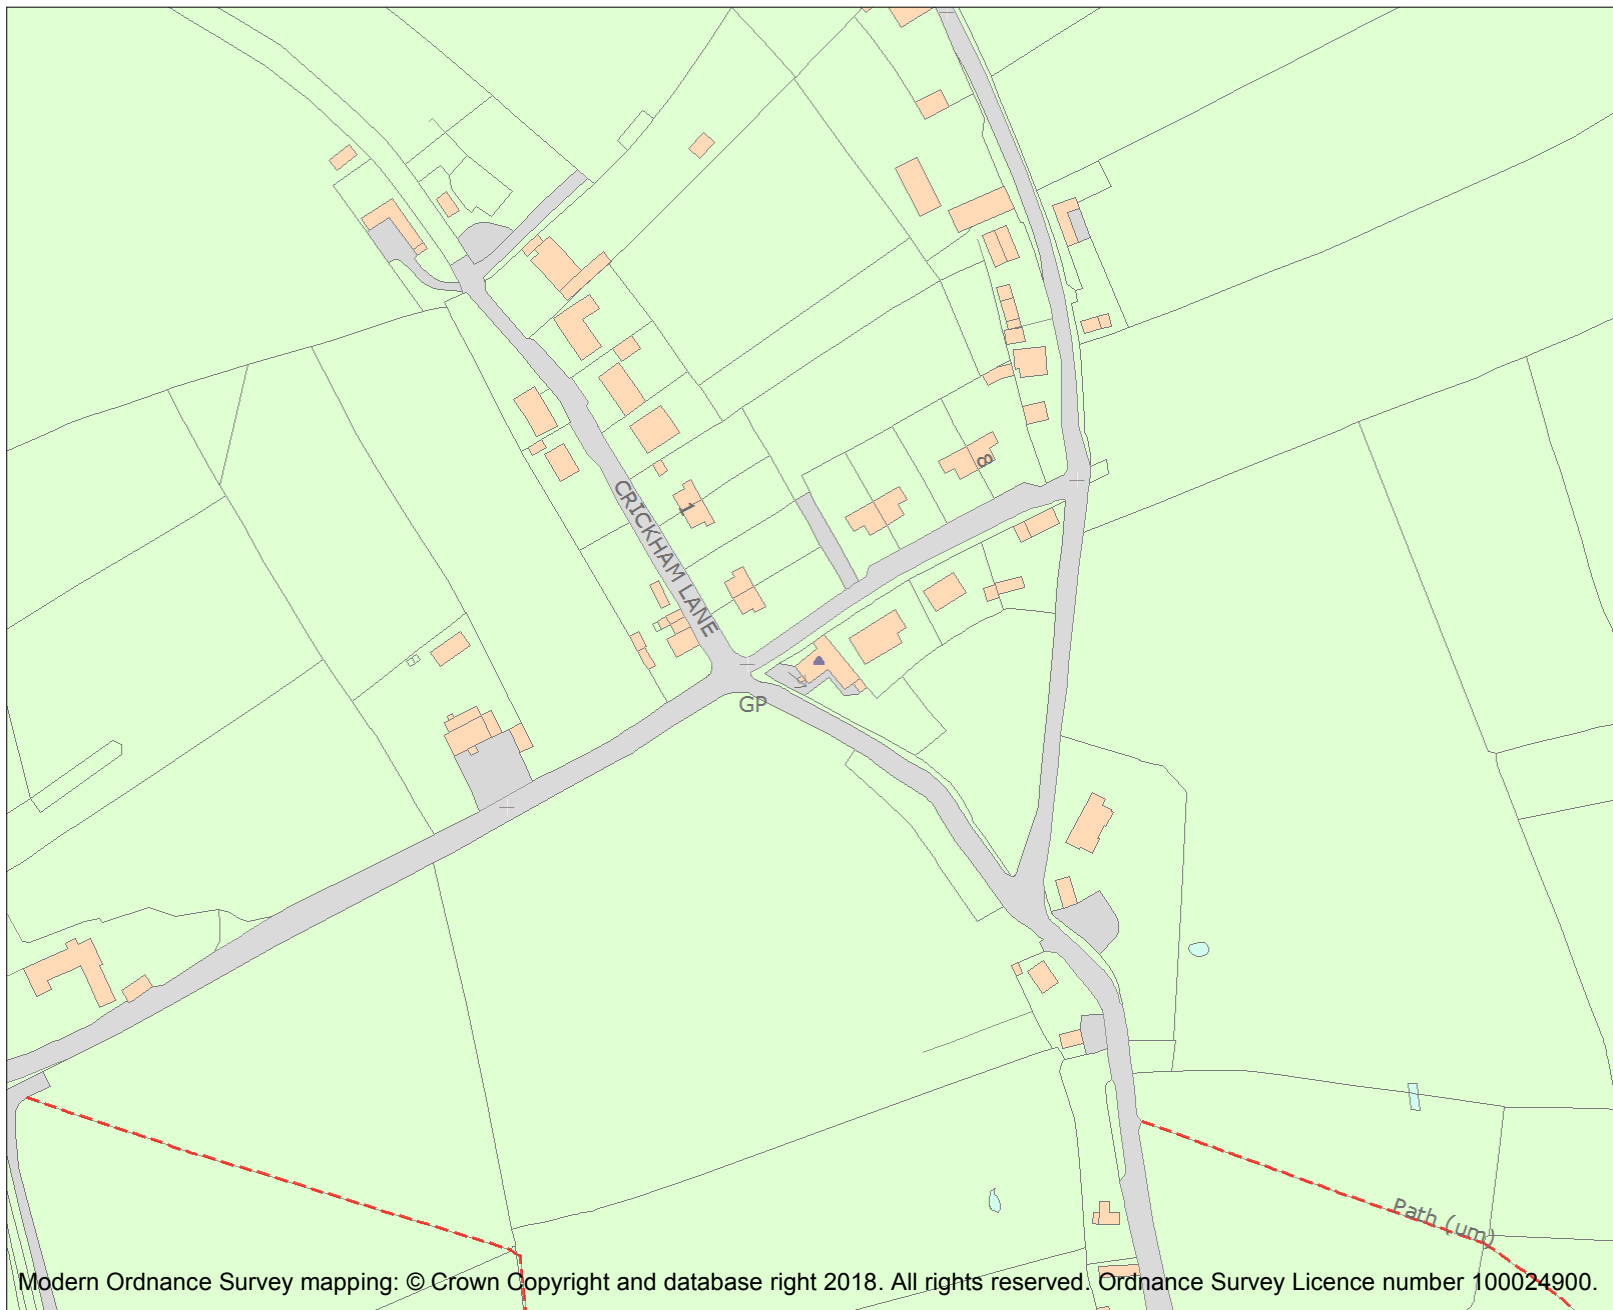 8
1
CRICKHAM LANE
9
GP
Path (um)
Modern Ordnance Survey mapping: © Crown Copyright and database right 2018. All rights reserved. Ordnance Survey Licence number 100024900.